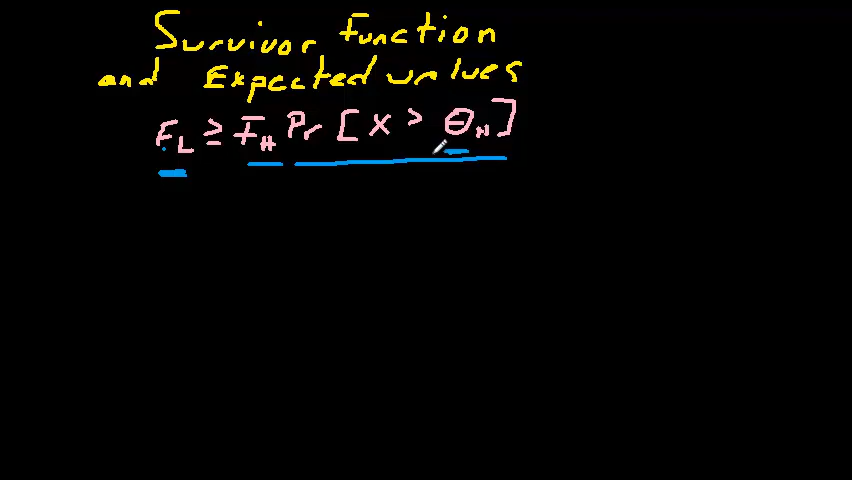 Survivor Function
and Expected values
F_L ≥ F_H Pr [ X > Θ_H ]